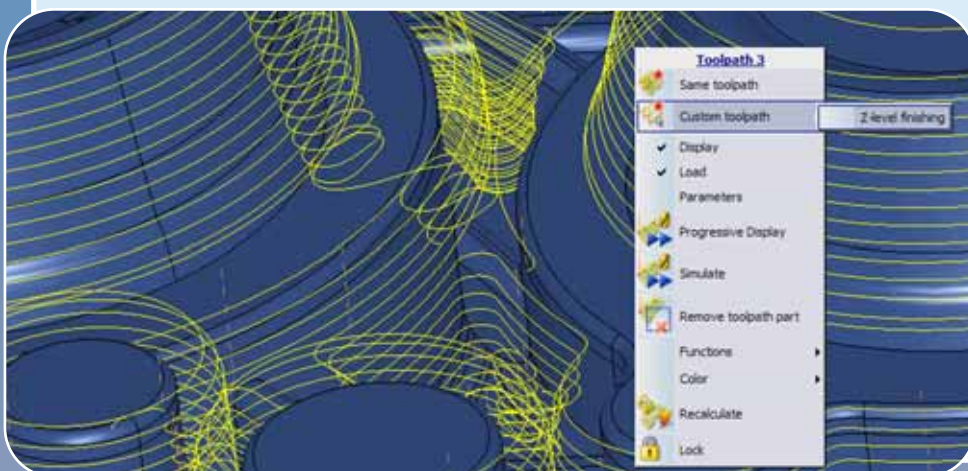 Toolpath 3
Same toolpath
Custom toolpath
Z-level finishing
Display
Load
Parameters
Progressive Display
Simulate
Remove toolpath part
Functions
Color
Recalculate
Lock